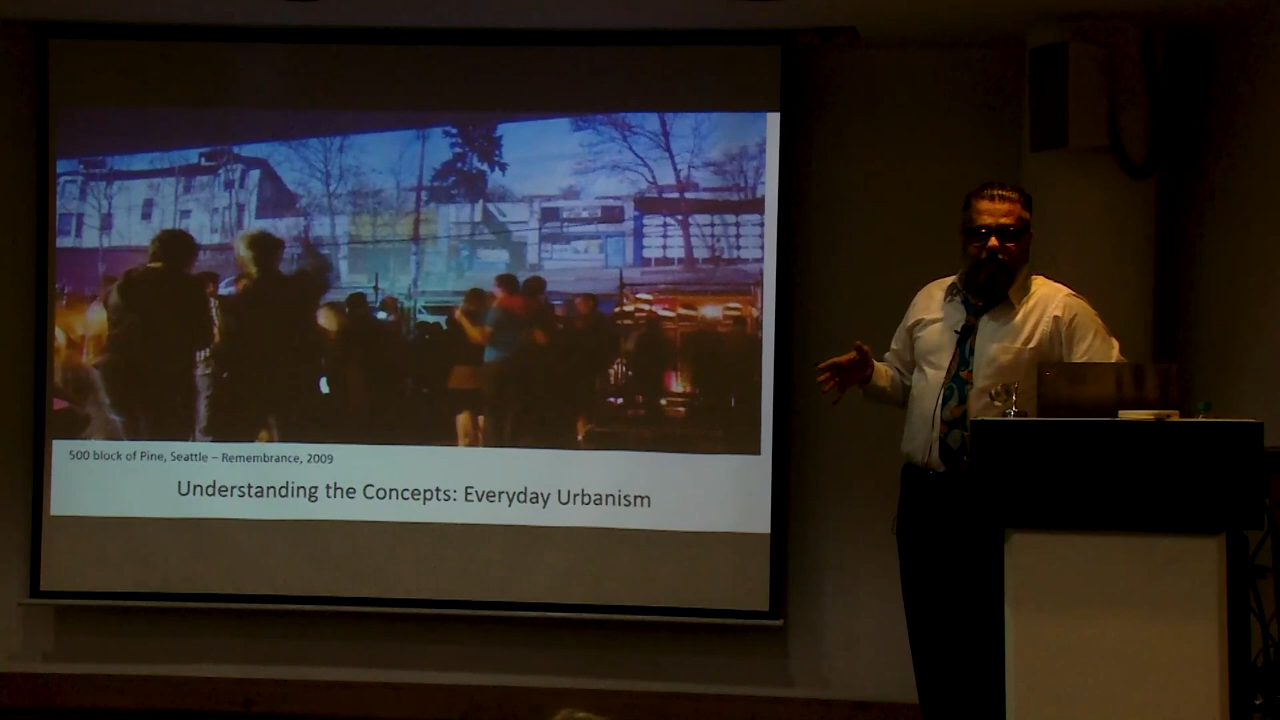 500 block of Pine, Seattle – Remembrance, 2009
Understanding the Concepts: Everyday Urbanism